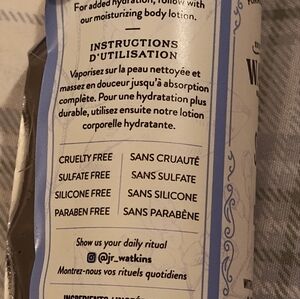 For added hydration, follow with
our moisturizing body lotion.
INSTRUCTIONS
D'UTILISATION
Vaporisez sur la peau nettoyée et
massez en douceur jusqu'à absorption
complète. Pour une hydratation plus
durable, utilisez ensuite notre lotion
corporelle hydratante.
CRUELTY FREE SANS CRUAUTÉ
SULFATE FREE SANS SULFATE
SILICONE FREE SANS SILICONE
PARABEN FREE SANS PARABÈNE
Show us your daily ritual
@jr_watkins
Montrez-nous vos rituels quotidiens